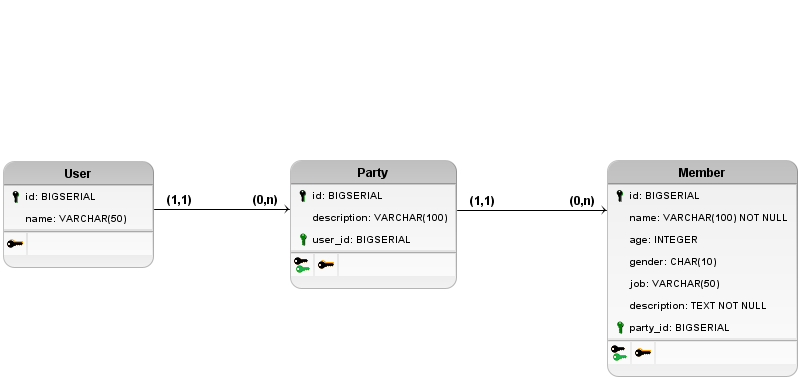 User
id: BIGSERIAL
name: VARCHAR(50)
(1,1)
(0,n)
Party
id: BIGSERIAL
description: VARCHAR(100)
user_id: BIGSERIAL
(1,1)
(0,n)
Member
id: BIGSERIAL
name: VARCHAR(100) NOT NULL
age: INTEGER
gender: CHAR(10)
job: VARCHAR(50)
description: TEXT NOT NULL
party_id: BIGSERIAL